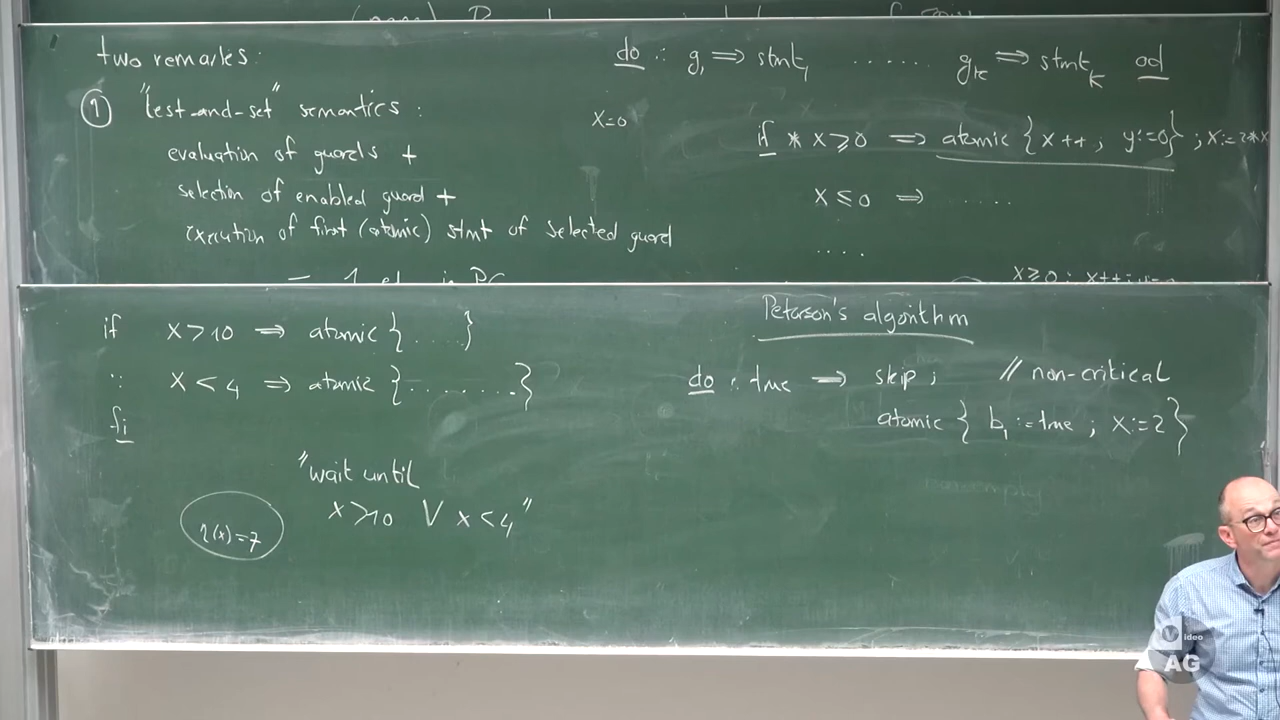 two remarks:
① "test-and-set" semantics :
evaluation of guards +
selection of enabled guard +
execution of first (atomic) stmt of selected guard
do :: g₁ ⟹ stmt₁ ...... gₖ ⟹ stmtₖ od
x=0
if * x⩾0 ⟹ atomic { x++ ; y:=0} ; x:=2*x
x ≤ 0 ⟹ .....
....
x⩾0 : x++;
if x>10 ⟹ atomic {.....}
:: x < 4 ⟹ atomic {........}
fi
"wait until
x>10 ∨ x<4"
η(x)=7
Peterson's algorithm
do : true ⟹ skip ; // non-critical
atomic { b₁ :=true ; x:=2}
Video
AG